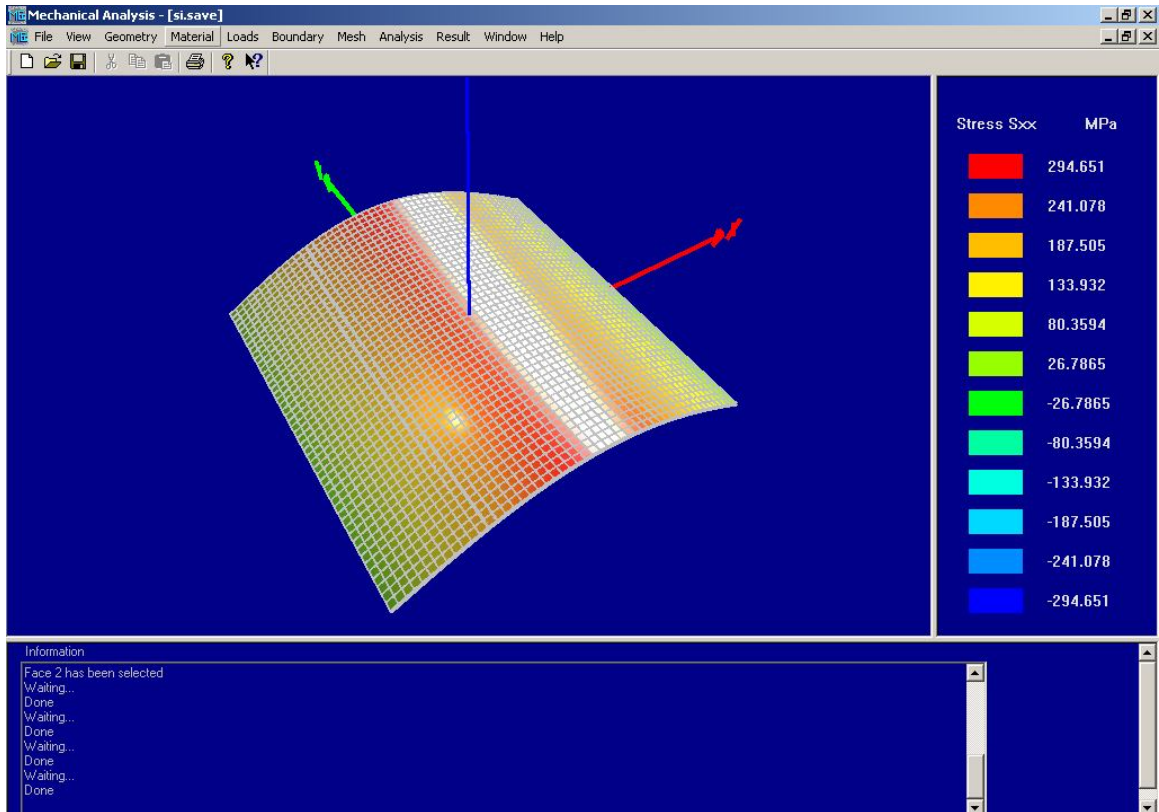 Mechanical Analysis - [si.save]
File View Geometry Material Loads Boundary Mesh Analysis Result Window Help
Stress Sxx MPa
294.651
241.078
187.505
133.932
80.3594
26.7865
-26.7865
-80.3594
-133.932
-187.505
-241.078
-294.651
Information
Face 2 has been selected
Waiting...
Done
Waiting...
Done
Waiting...
Done
Waiting...
Done